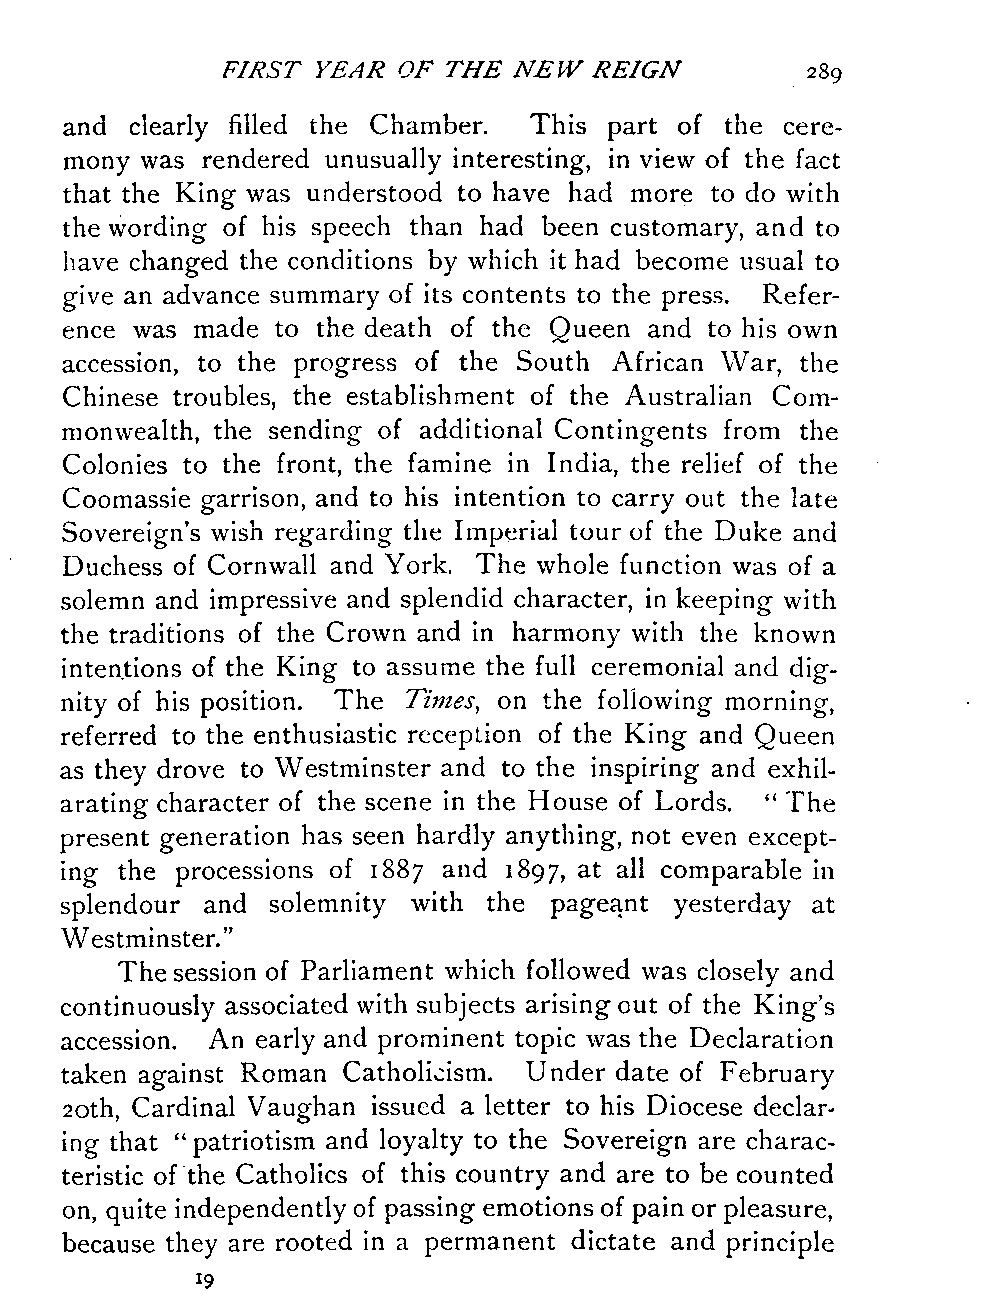 FIRST YEAR OF THE NEW REIGN 289
and clearly filled the Chamber. This part of the cere-
mony was rendered unusually interesting, in view of the fact
that the King was understood to have had more to do with
the wording of his speech than had been customary, and to
have changed the conditions by which it had become usual to
give an advance summary of its contents to the press. Refer-
ence was made to the death of the Queen and to his own
accession, to the progress of the South African War, the
Chinese troubles, the establishment of the Australian Com-
monwealth, the sending of additional Contingents from the
Colonies to the front, the famine in India, the relief of the
Coomassie garrison, and to his intention to carry out the late
Sovereign's wish regarding the Imperial tour of the Duke and
Duchess of Cornwall and York. The whole function was of a
solemn and impressive and splendid character, in keeping with
the traditions of the Crown and in harmony with the known
intentions of the King to assume the full ceremonial and dig-
nity of his position. The Times, on the following morning,
referred to the enthusiastic reception of the King and Queen
as they drove to Westminster and to the inspiring and exhil-
arating character of the scene in the House of Lords. "The
present generation has seen hardly anything, not even except-
ing the processions of 1887 and 1897, at all comparable in
splendour and solemnity with the pageant yesterday at
Westminster."
The session of Parliament which followed was closely and
continuously associated with subjects arising out of the King's
accession. An early and prominent topic was the Declaration
taken against Roman Catholicism. Under date of February
20th, Cardinal Vaughan issued a letter to his Diocese declar-
ing that "patriotism and loyalty to the Sovereign are charac-
teristic of the Catholics of this country and are to be counted
on, quite independently of passing emotions of pain or pleasure,
because they are rooted in a permanent dictate and principle
19